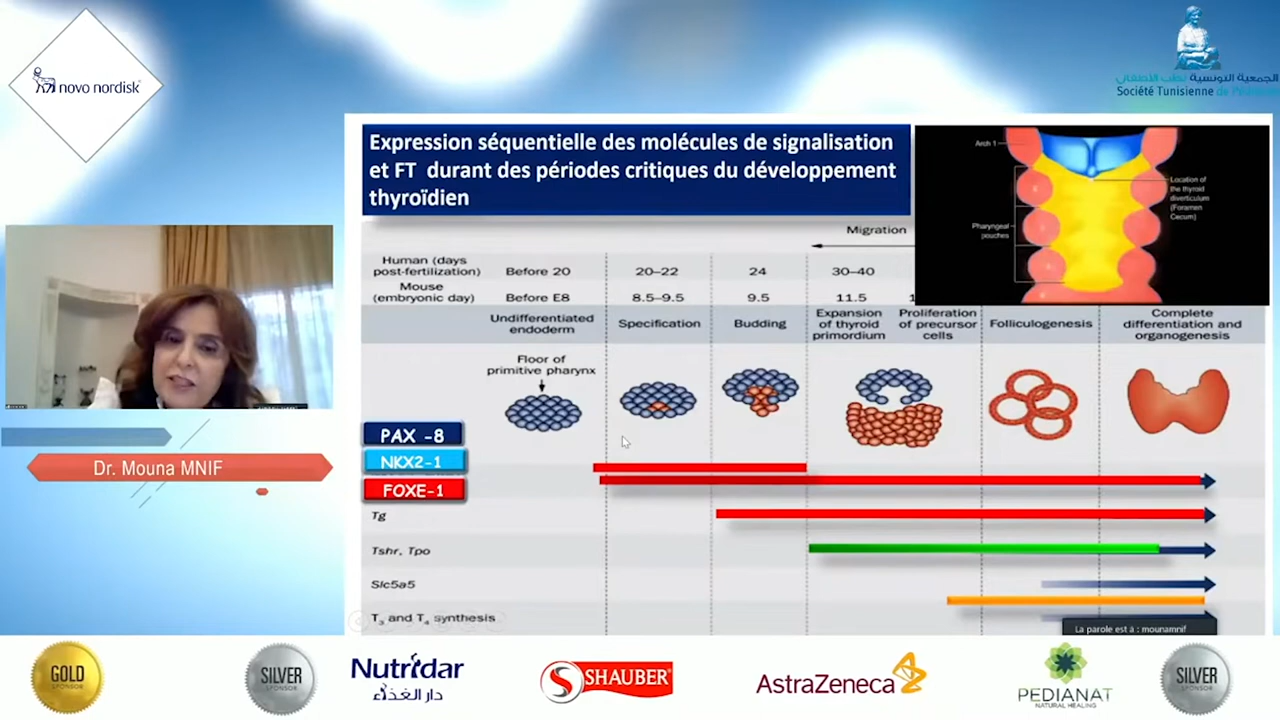 novo nordisk
الجمعية التونسية لطب الأطفال
Société Tunisienne de Pédiatrie
Expression séquentielle des molécules de signalisation
et FT durant des périodes critiques du développement
thyroïdien
Arch 1
Pharyngeal
pouches
Location of
the thyroid
diverticulum
(Foramen
Cecum)
Migration
Human (days
post-fertilization)
Before 20
20–22
24
30–40
Mouse
(embryonic day)
Before E8
8.5–9.5
9.5
11.5
1
Undifferentiated
endoderm
Specification
Budding
Expansion
of thyroid
primordium
Proliferation
of precursor
cells
Folliculogenesis
Complete
differentiation and
organogenesis
Floor of
primitive pharynx
PAX -8
NKX2-1
FOXE-1
Tg
Tshr, Tpo
Slc5a5
T3 and T4 synthesis
La parole est à : mounamnif
Dr. Mouna MNIF
GOLD
SPONSOR
SILVER
SPONSOR
Nutridar
دار الغذاء
S SHAUBER
AstraZeneca
PEDIANAT
NATURAL HEALING
SILVER
SPONSOR